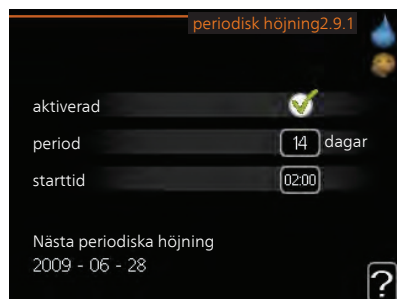 periodisk höjning2.9.1
aktiverad
period 14 dagar
starttid 02:00
Nästa periodiska höjning
2009 - 06 - 28
?